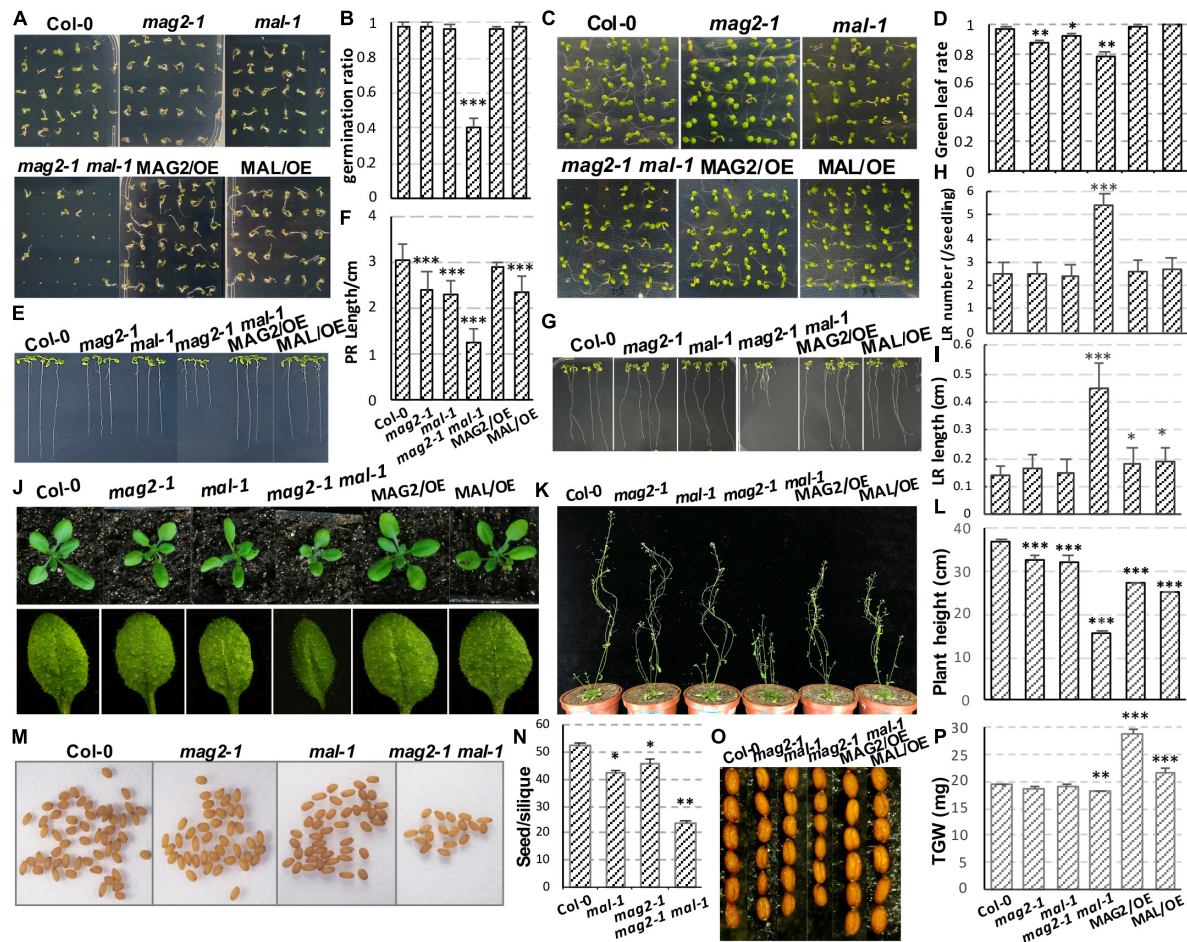 A
Col-0 mag2-1 mal-1
mag2-1 mal-1 MAG2/OE MAL/OE
B
germination ratio
1
0.8
0.6
0.4
0.2
0
***
C
Col-0 mag2-1 mal-1
mag2-1 mal-1 MAG2/OE MAL/OE
D
Green leaf rate
1
0.8
0.6
0.4
0.2
0
** * **
E
Col-0 mag2-1 mal-1 mag2-1 mal-1 MAG2/OE MAL/OE
F
PR Length/cm
4
3
2
1
0
*** *** *** ***
Col-0 mag2-1 mal-1 mag2-1 mal-1 MAG2/OE MAL/OE
G
Col-0 mag2-1 mal-1 mag2-1 mal-1 MAG2/OE MAL/OE
H
LR number (/seedling)
6
5
4
3
2
1
0
***
I
LR length (cm)
0.6
0.5
0.4
0.3
0.2
0.1
0
*** * *
J
Col-0 mag2-1 mal-1 mag2-1 mal-1 MAG2/OE MAL/OE
K
Col-0 mag2-1 mal-1 mag2-1 mal-1 MAG2/OE MAL/OE
L
Plant height (cm)
40
30
20
10
0
*** *** *** *** ***
M
Col-0 mag2-1 mal-1 mag2-1 mal-1
N
Seed/silique
60
50
40
30
20
10
0
* * **
Col-0 mal-1 mag2-1 mag2-1 mal-1
O
Col-0 mag2-1 mal-1 mag2-1 mal-1 MAG2/OE MAL/OE
P
TGW (mg)
30
25
20
15
10
5
0
** *** ***
Col-0 mag2-1 mal-1 mag2-1 mal-1 MAG2/OE MAL/OE